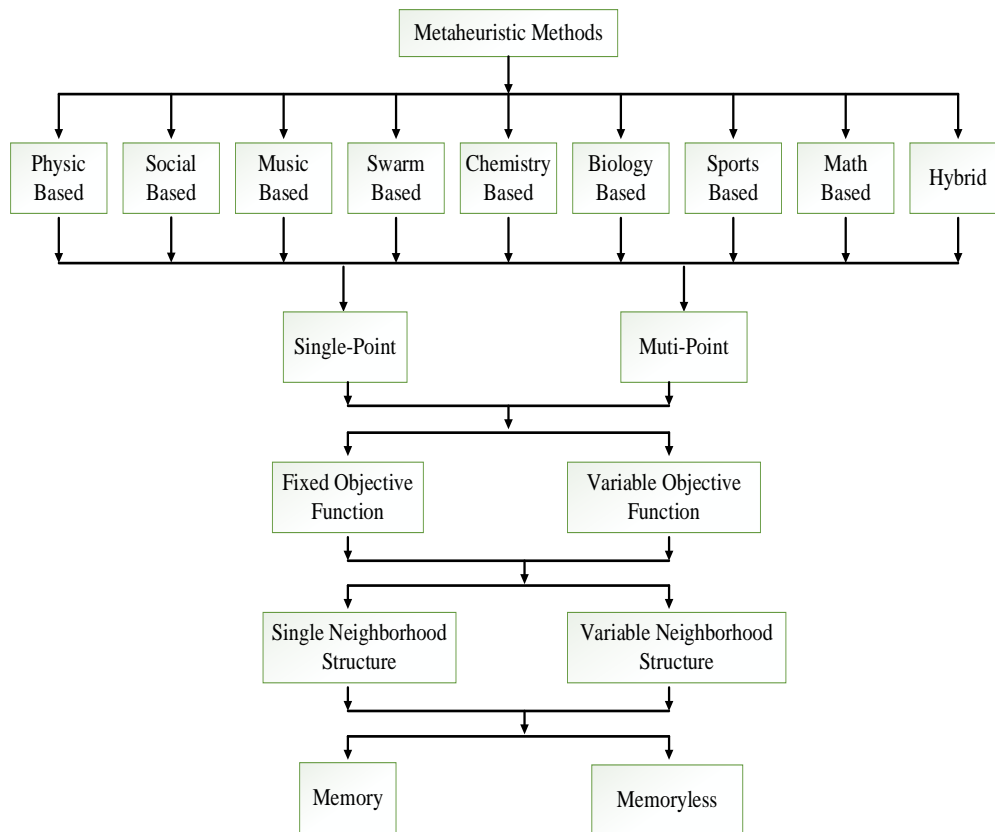 Metaheuristic Methods
Physic
Based
Social
Based
Music
Based
Swarm
Based
Chemistry
Based
Biology
Based
Sports
Based
Math
Based
Hybrid
Single-Point
Muti-Point
Fixed Objective
Function
Variable Objective
Function
Single Neighborhood
Structure
Variable Neighborhood
Structure
Memory
Memoryless